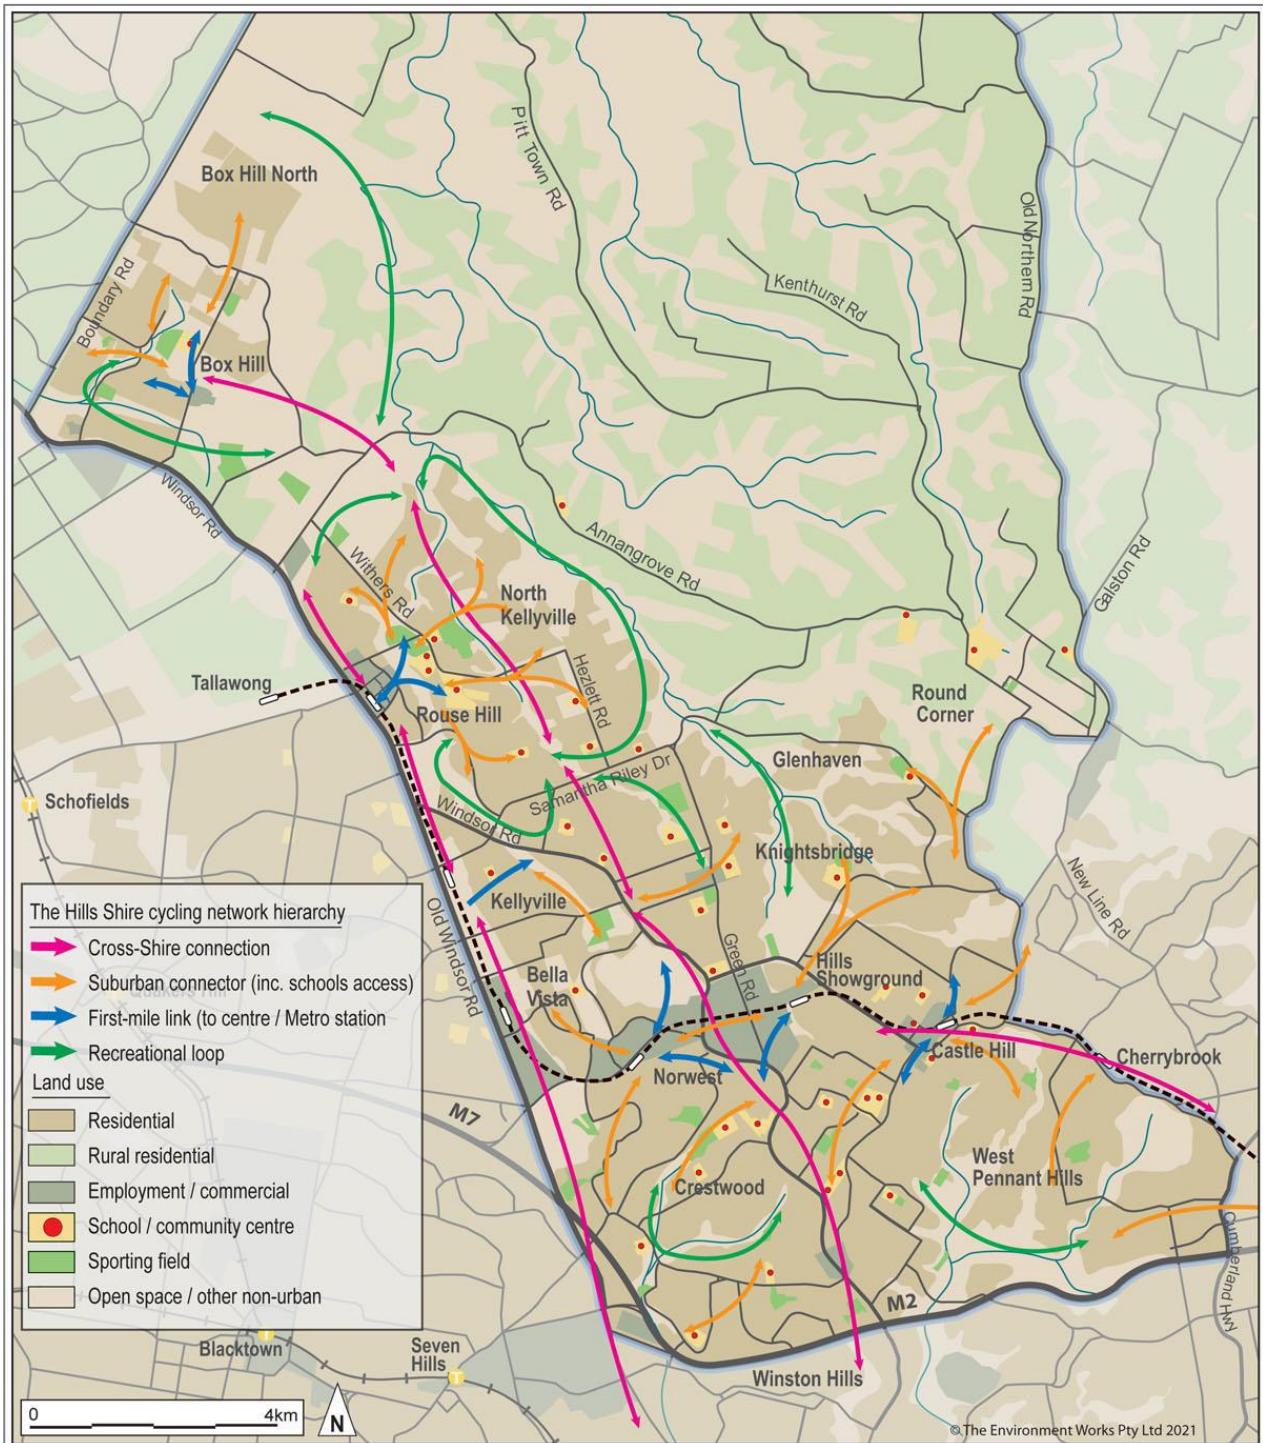 Box Hill North
Pitt Town Rd
Old Northern Rd
Boundary Rd
Kenthurst Rd
Box Hill
Windsor Rd
Annangrove Rd
Galston Rd
Withers Rd
North
Kellyville
Hezlett Rd
Tallawong
Rouse Hill
Round
Corner
Glenhaven
Samantha Riley Dr
Schofields
Windsor Rd
Knightsbridge
New Line Rd
Kellyville
Old Windsor Rd
Green Rd
Hills
Showground
Bella
Vista
Norwest
Castle Hill
Cherrybrook
M7
West
Pennant Hills
Crestwood
Cumberland Hwy
M2
Winston Hills
The Hills Shire cycling network hierarchy
Cross-Shire connection
Suburban connector (inc. schools access)
Quakers Hill
First-mile link (to centre / Metro station
Recreational loop
Land use
Residential
Rural residential
Employment / commercial
School / community centre
Sporting field
Open space / other non-urban
T
T
T
Blacktown
Seven
Hills
0
4km
N
© The Environment Works Pty Ltd 2021